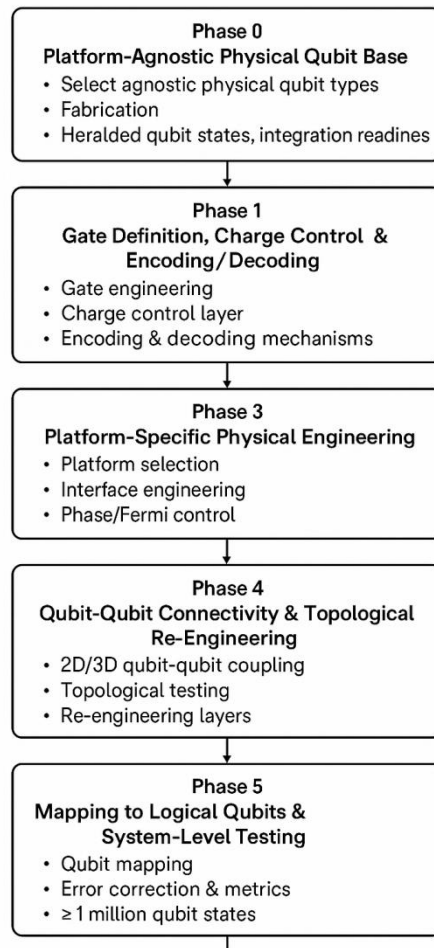 Phase 0
Platform-Agnostic Physical Qubit Base
• Select agnostic physical qubit types
• Fabrication
• Heralded qubit states, integration readines
Phase 1
Gate Definition, Charge Control &
Encoding/Decoding
• Gate engineering
• Charge control layer
• Encoding & decoding mechanisms
Phase 3
Platform-Specific Physical Engineering
• Platform selection
• Interface engineering
• Phase/Fermi control
Phase 4
Qubit-Qubit Connectivity & Topological
Re-Engineering
• 2D/3D qubit-qubit coupling
• Topological testing
• Re-engineering layers
Phase 5
Mapping to Logical Qubits &
System-Level Testing
• Qubit mapping
• Error correction & metrics
• ≥ 1 million qubit states